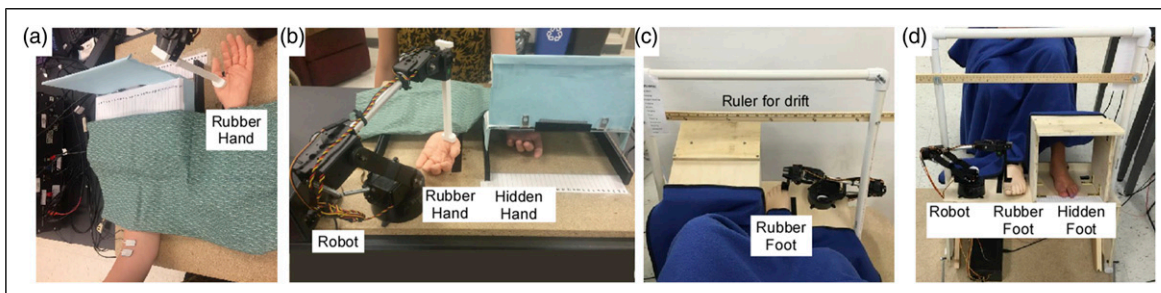 (a)
Rubber
Hand
(b)
Rubber
Hand
Hidden
Hand
Robot
(c)
Ruler for drift
Rubber
Foot
(d)
Robot
Rubber
Foot
Hidden
Foot